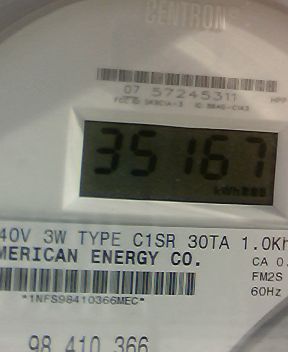 CENTRON
07 57245311
35167
kWh
40V 3W TYPE C1SR 30TA 1.0Kh
MERICAN ENERGY CO.
CA 0.
FM2S
60Hz
*1NFS98410366MEC*
98 410 366